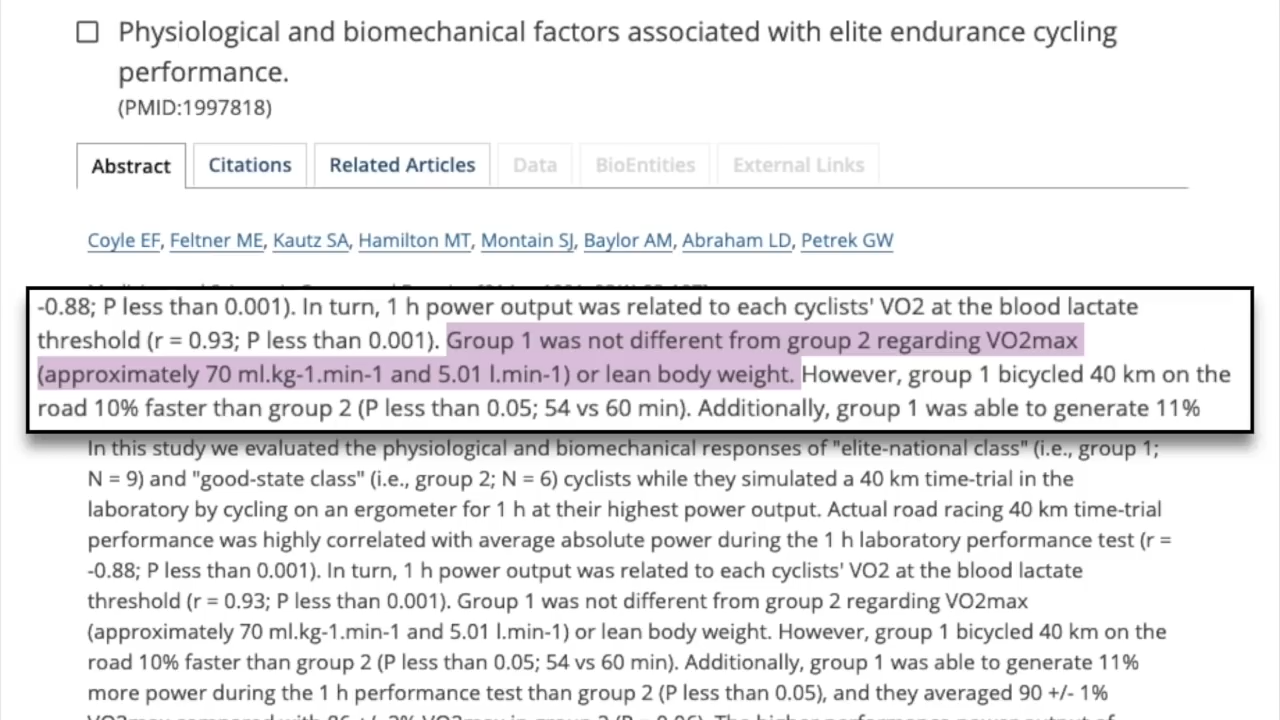 Physiological and biomechanical factors associated with elite endurance cycling
performance.
(PMID:1997818)
Abstract
Citations
Related Articles
Data
BioEntities
External Links
Coyle EF, Feltner ME, Kautz SA, Hamilton MT, Montain SJ, Baylor AM, Abraham LD, Petrek GW
-0.88; P less than 0.001). In turn, 1 h power output was related to each cyclists' VO2 at the blood lactate
threshold (r = 0.93; P less than 0.001). Group 1 was not different from group 2 regarding VO2max
(approximately 70 ml.kg-1.min-1 and 5.01 l.min-1) or lean body weight. However, group 1 bicycled 40 km on the
road 10% faster than group 2 (P less than 0.05; 54 vs 60 min). Additionally, group 1 was able to generate 11%
In this study we evaluated the physiological and biomechanical responses of "elite-national class" (i.e., group 1;
N = 9) and "good-state class" (i.e., group 2; N = 6) cyclists while they simulated a 40 km time-trial in the
laboratory by cycling on an ergometer for 1 h at their highest power output. Actual road racing 40 km time-trial
performance was highly correlated with average absolute power during the 1 h laboratory performance test (r =
-0.88; P less than 0.001). In turn, 1 h power output was related to each cyclists' VO2 at the blood lactate
threshold (r = 0.93; P less than 0.001). Group 1 was not different from group 2 regarding VO2max
(approximately 70 ml.kg-1.min-1 and 5.01 l.min-1) or lean body weight. However, group 1 bicycled 40 km on the
road 10% faster than group 2 (P less than 0.05; 54 vs 60 min). Additionally, group 1 was able to generate 11%
more power during the 1 h performance test than group 2 (P less than 0.05), and they averaged 90 +/- 1%